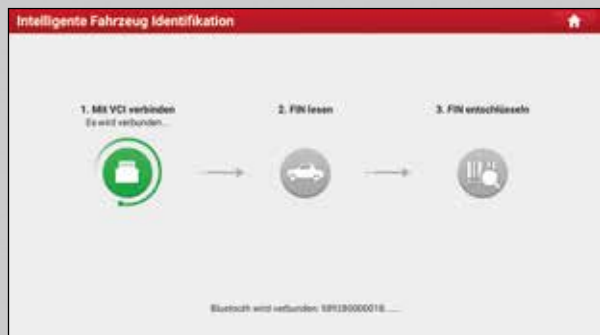 Intelligente Fahrzeug Identifikation
1. Mit VCI verbinden
Es wird verbunden...
2. FIN lesen
3. FIN entschlüsseln
Bluetooth wird verbunden: